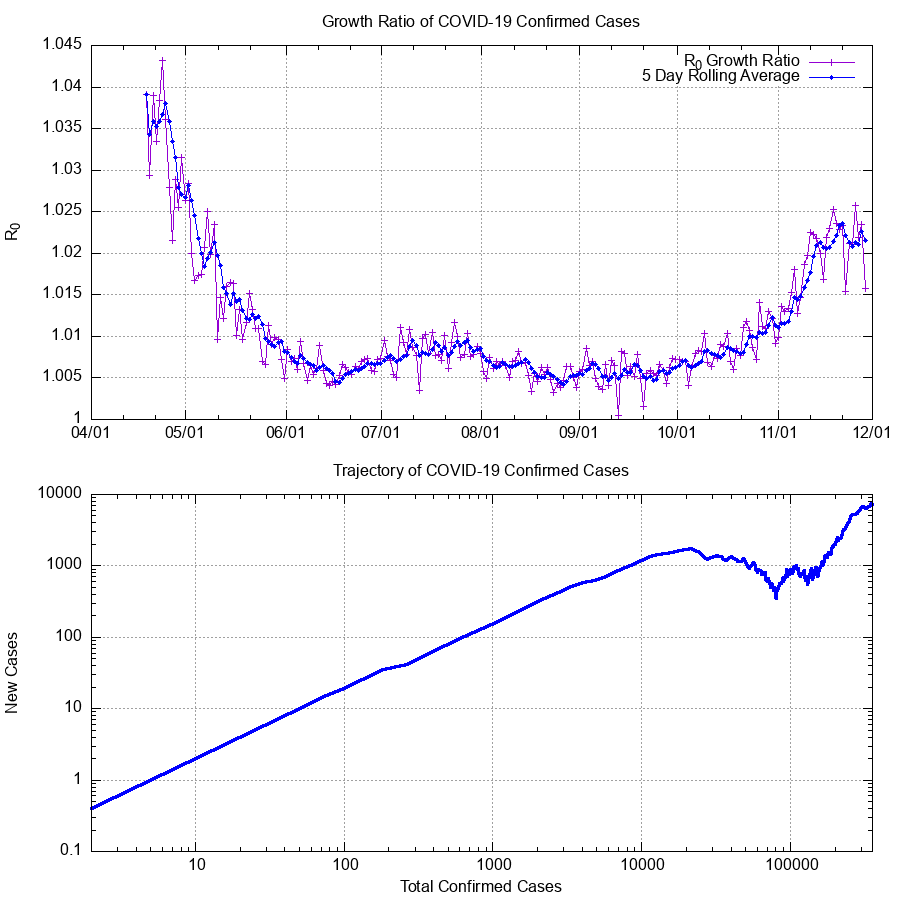 Growth Ratio of COVID-19 Confirmed Cases
1.045
1.04
1.035
1.03
1.025
1.02
1.015
1.01
1.005
1
R0
R0 Growth Ratio
5 Day Rolling Average
04/01 05/01 06/01 07/01 08/01 09/01 10/01 11/01 12/01
Trajectory of COVID-19 Confirmed Cases
10000
1000
100
10
1
0.1
New Cases
10 100 1000 10000 100000
Total Confirmed Cases